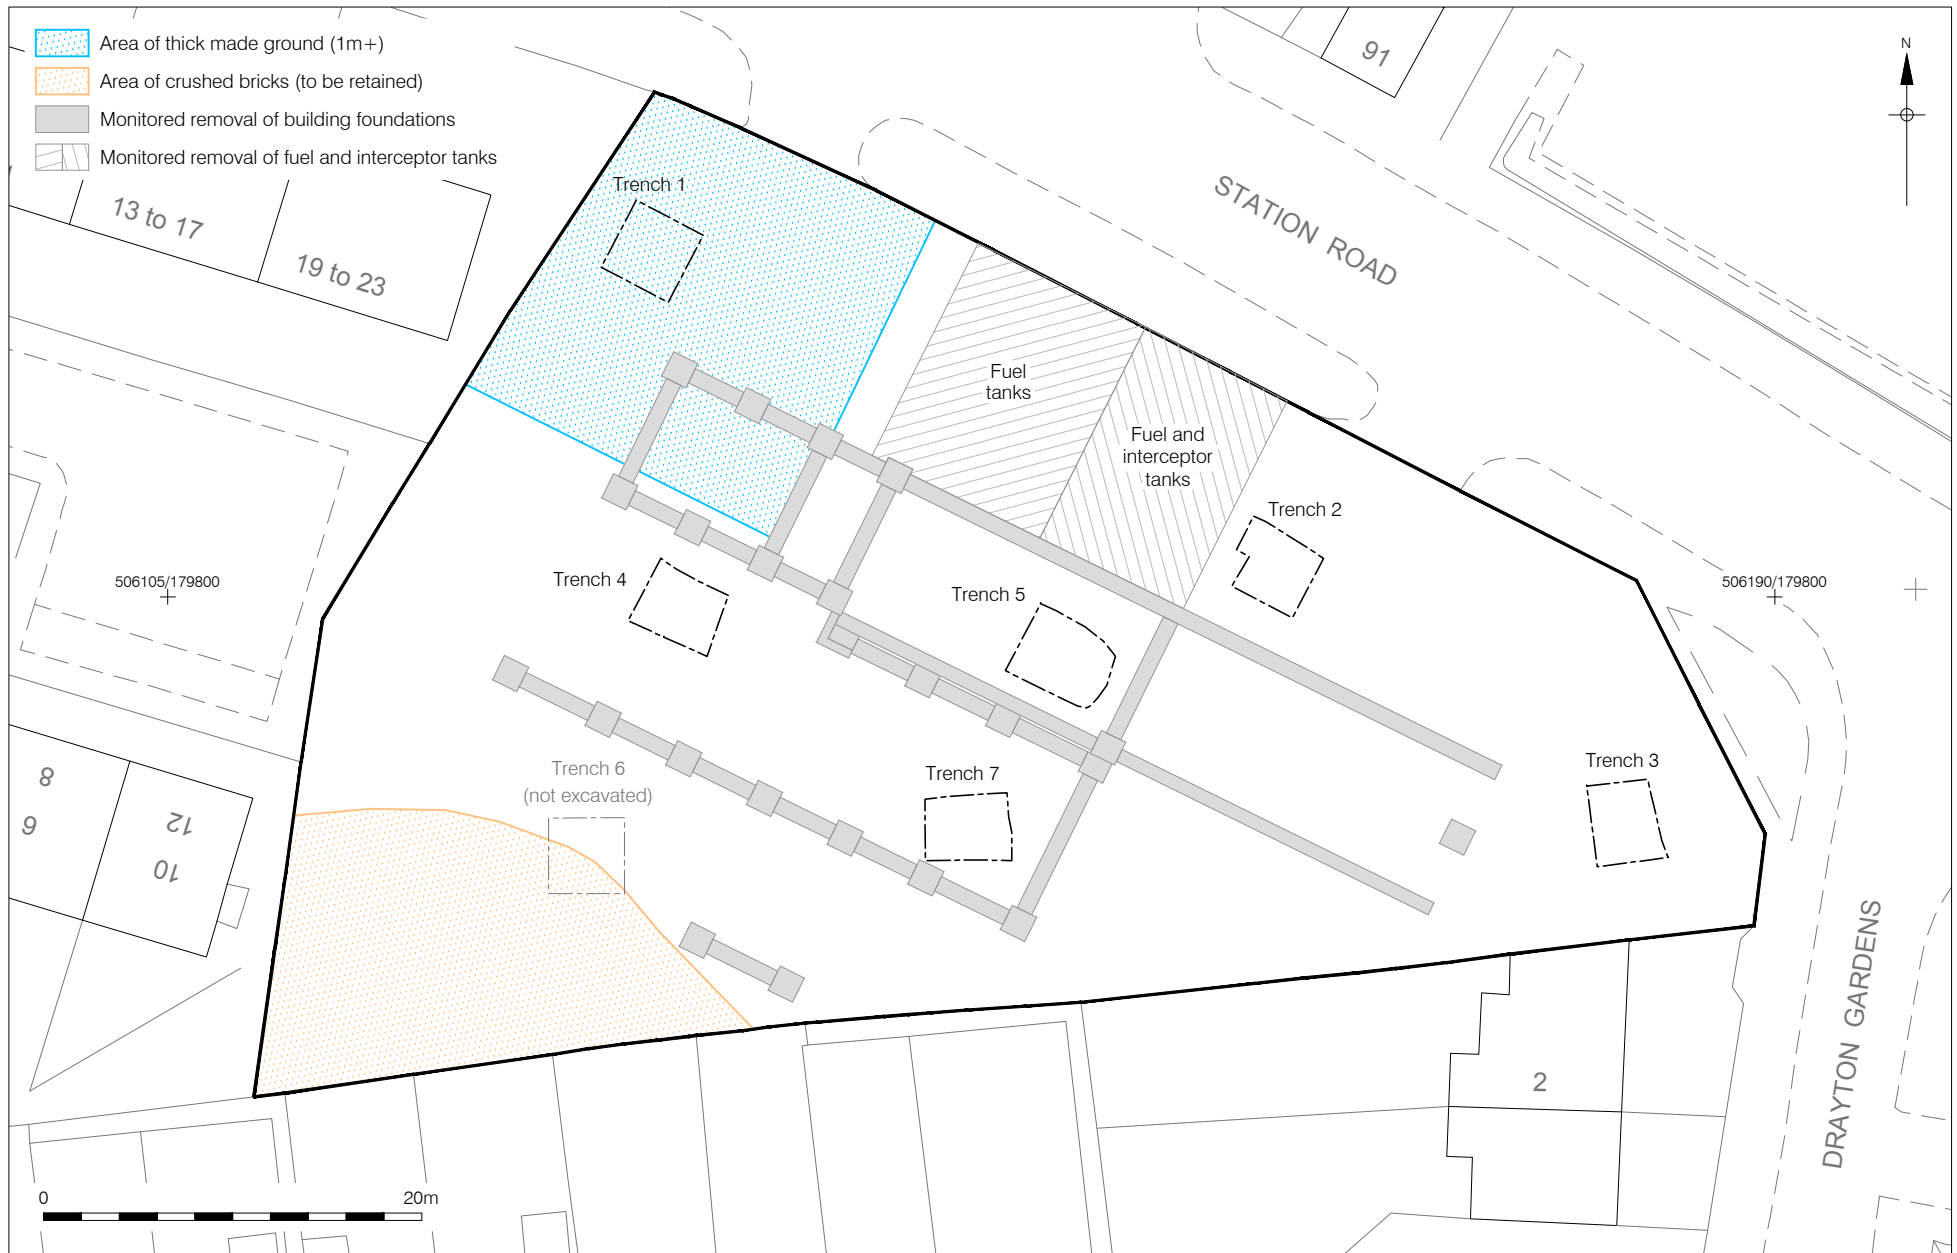 Area of thick made ground (1m+)
Area of crushed bricks (to be retained)
Monitored removal of building foundations
Monitored removal of fuel and interceptor tanks
91
N
STATION ROAD
13 to 17
19 to 23
Trench 1
Fuel
tanks
Fuel and
interceptor
tanks
Trench 2
506105/179800
Trench 4
Trench 5
506190/179800
Trench 3
Trench 6
(not excavated)
Trench 7
8
6
12
10
DRAYTON GARDENS
2
0
20m